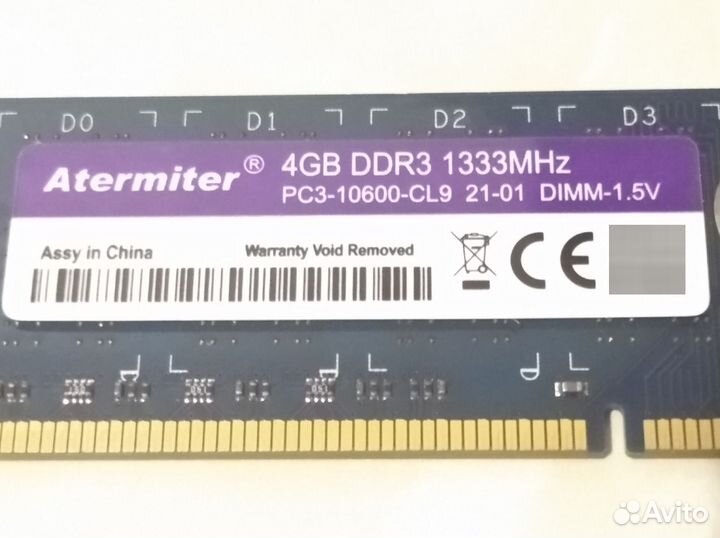 D0 D1 D2 D3
Atermiter® 4GB DDR3 1333MHz
PC3-10600-CL9 21-01 DIMM-1.5V
Assy in China Warranty Void Removed
CE
Avito